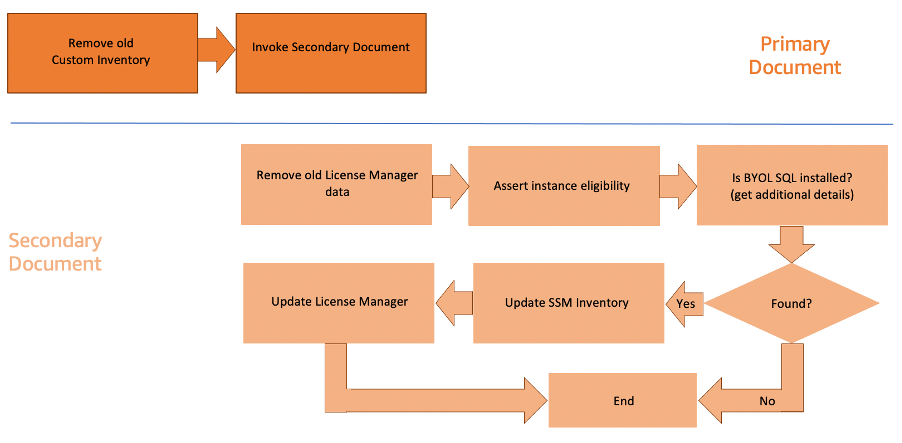 Remove old
Custom Inventory
Invoke Secondary Document
Primary
Document
Remove old License Manager
data
Assert instance eligibility
Is BYOL SQL installed?
(get additional details)
Secondary
Document
Update License Manager
Update SSM Inventory
Yes
Found?
End
No